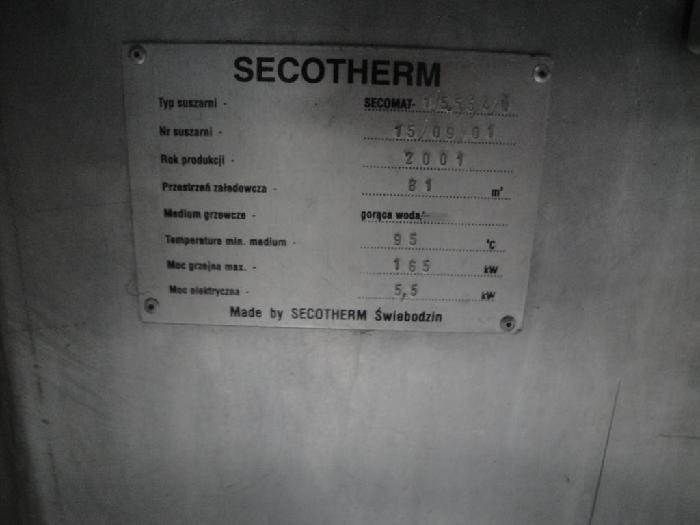 SECOTHERM
Typ suszarni - SECOMAT-
Nr suszarni - 15/09/01
Rok produkcji - 2001
Przestrzeń załadowcza - 81 m³
Medium grzewcze - gorąca woda/
Temperatura min. medium - 95 °C
Moc grzejna max. - 165 kW
Moc elektryczna - 5,5 kW
Made by SECOTHERM Świebodzin